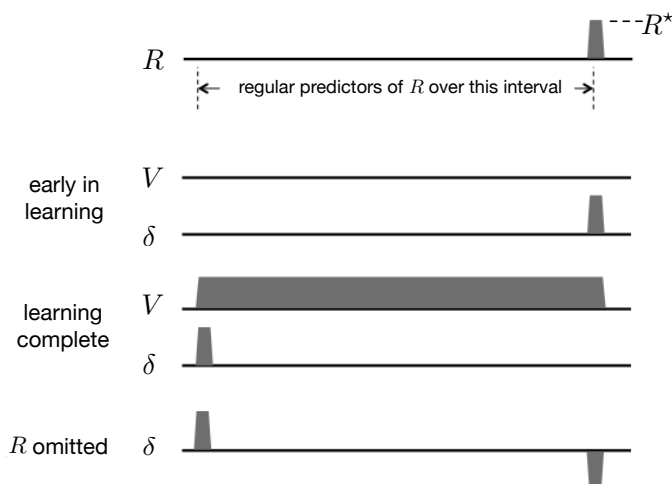 R⋆
R
regular predictors of R over this interval
early in
learning
V
δ
learning
complete
V
δ
R omitted
δ